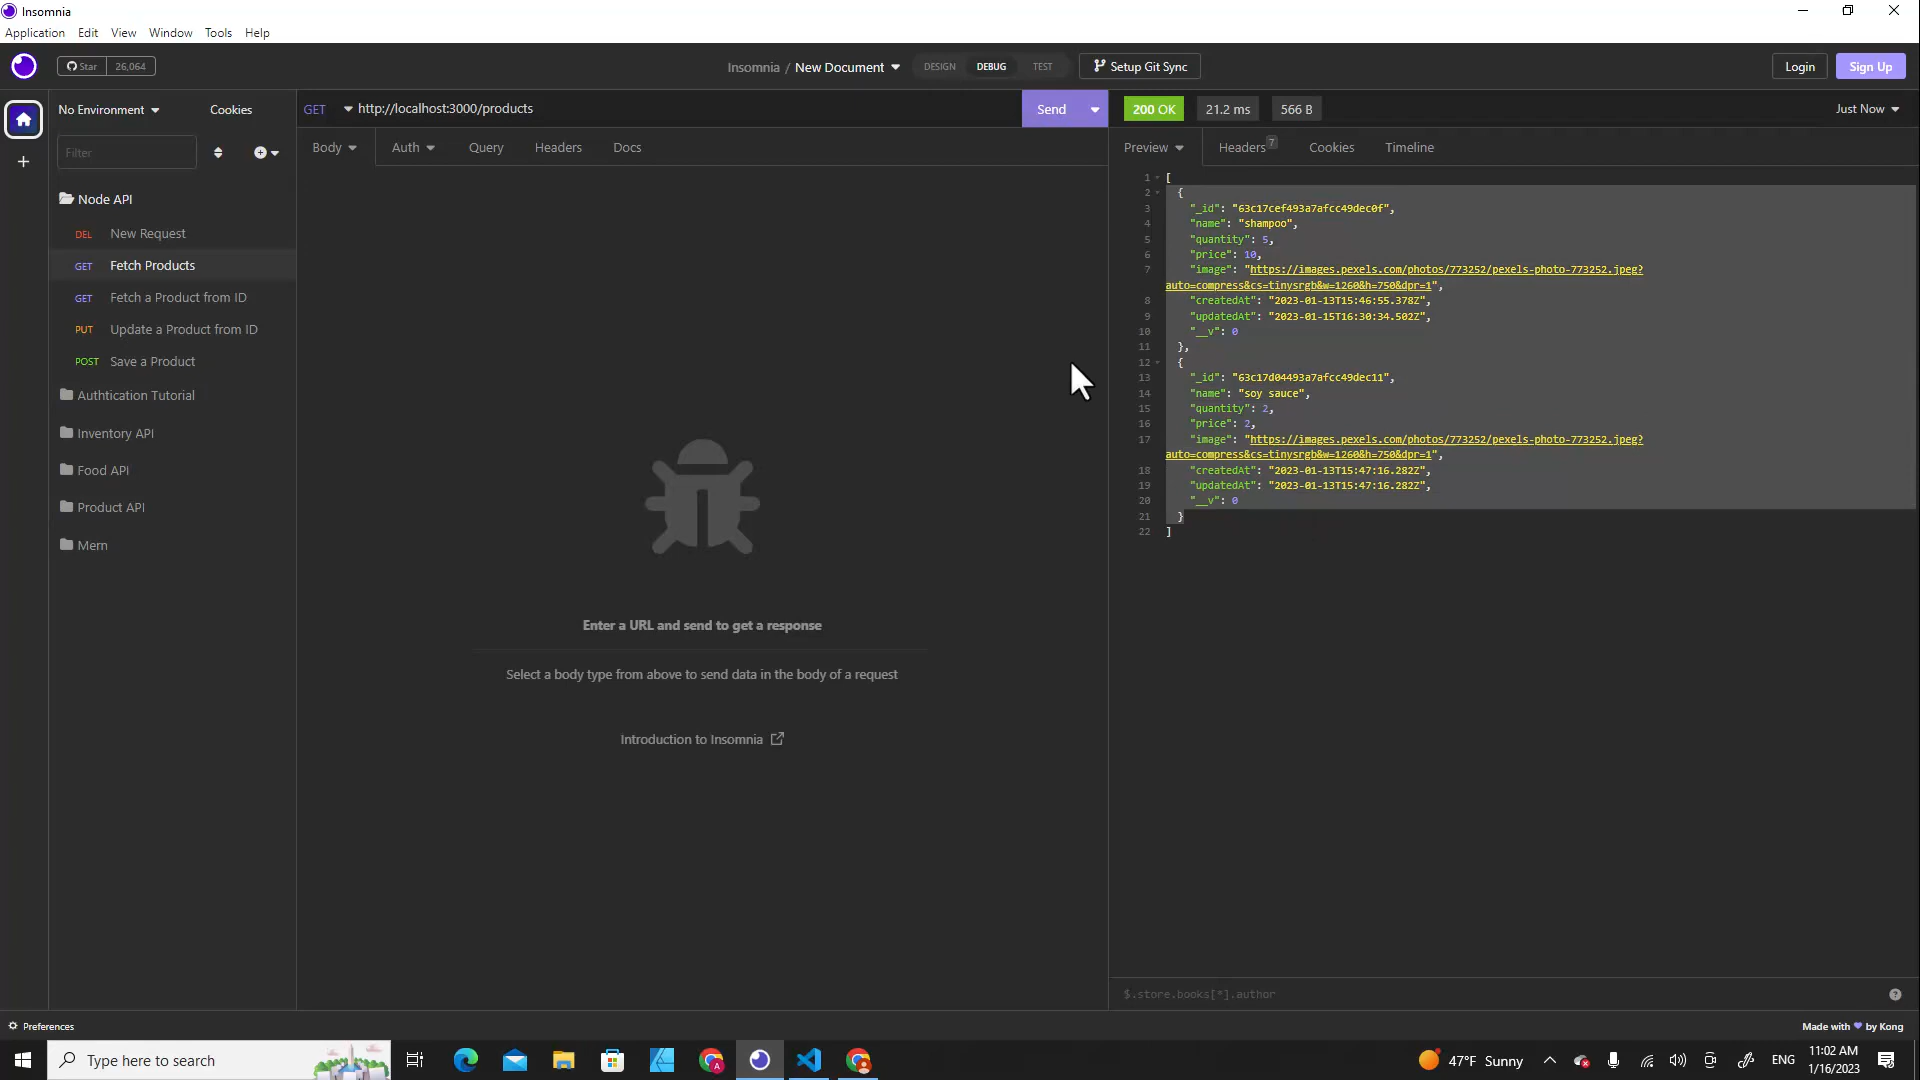 Insomnia
Application Edit View Window Tools Help
Star 26,064
Insomnia / New Document
DESIGN DEBUG TEST
Setup Git Sync
Login
Sign Up
No Environment
Cookies
GET http://localhost:3000/products
Send
200 OK
21.2 ms
566 B
Just Now
Filter
Body Auth Query Headers Docs
Preview Headers 7 Cookies Timeline
Node API
DEL New Request
GET Fetch Products
GET Fetch a Product from ID
PUT Update a Product from ID
POST Save a Product
Authtication Tutorial
Inventory API
Food API
Product API
Mern
Enter a URL and send to get a response
Select a body type from above to send data in the body of a request
Introduction to Insomnia
1 [
2 {
3 "_id": "63c17cef493a7afcc49dec0f",
4 "name": "shampoo",
5 "quantity": 5,
6 "price": 10,
7 "image": "https://images.pexels.com/photos/773252/pexels-photo-773252.jpeg?
auto=compress&cs=tinysrgb&w=1260&h=750&dpr=1",
8 "createdAt": "2023-01-13T15:46:55.378Z",
9 "updatedAt": "2023-01-15T16:30:34.502Z",
10 "__v": 0
11 },
12 {
13 "_id": "63c17d04493a7afcc49dec11",
14 "name": "soy sauce",
15 "quantity": 2,
16 "price": 2,
17 "image": "https://images.pexels.com/photos/773252/pexels-photo-773252.jpeg?
auto=compress&cs=tinysrgb&w=1260&h=750&dpr=1",
18 "createdAt": "2023-01-13T15:47:16.282Z",
19 "updatedAt": "2023-01-13T15:47:16.282Z",
20 "__v": 0
21 }
22 ]
$.store.books[*].author
Preferences
Made with by Kong
Type here to search
A
47°F Sunny
ENG
11:02 AM
1/16/2023